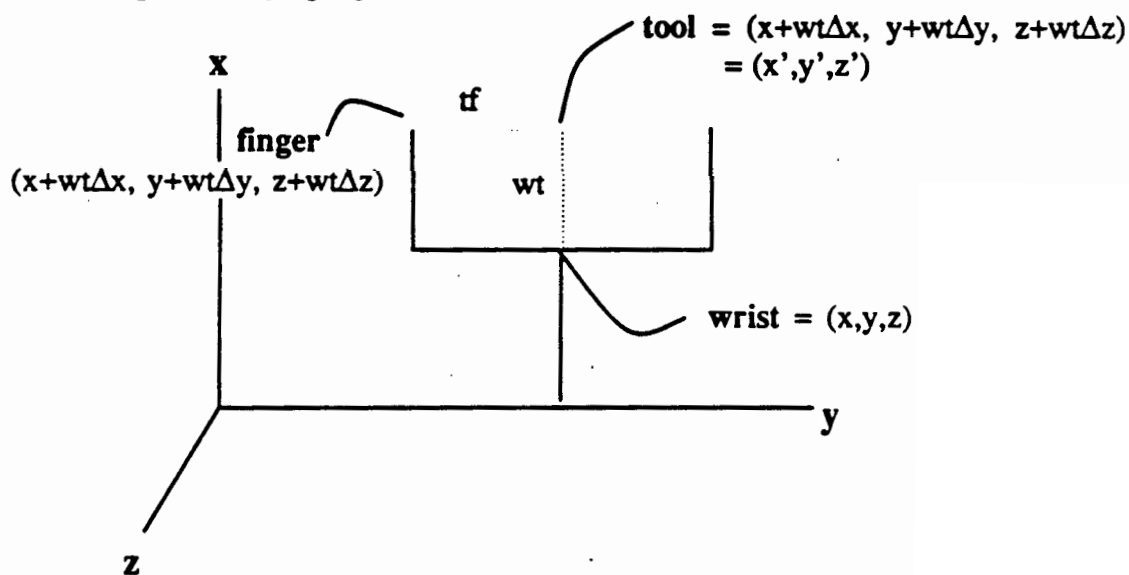 tool = (x+wtΔx, y+wtΔy, z+wtΔz)
= (x',y',z')
x
tf
finger
(x+wtΔx, y+wtΔy, z+wtΔz)
wt
wrist = (x,y,z)
y
z